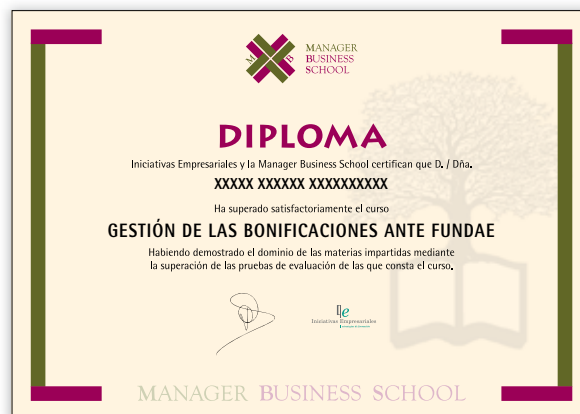 M B
MANAGER
BUSINESS
SCHOOL
DIPLOMA
Iniciativas Empresariales y la Manager Business School certifican que D. / Dña.
XXXXX XXXXXX XXXXXXXXXX
Ha superado satisfactoriamente el curso
GESTIÓN DE LAS BONIFICACIONES ANTE FUNDAE
Habiendo demostrado el dominio de las materias impartidas mediante
la superación de las pruebas de evaluación de las que consta el curso.
Iniciativas Empresariales
MANAGER BUSINESS SCHOOL